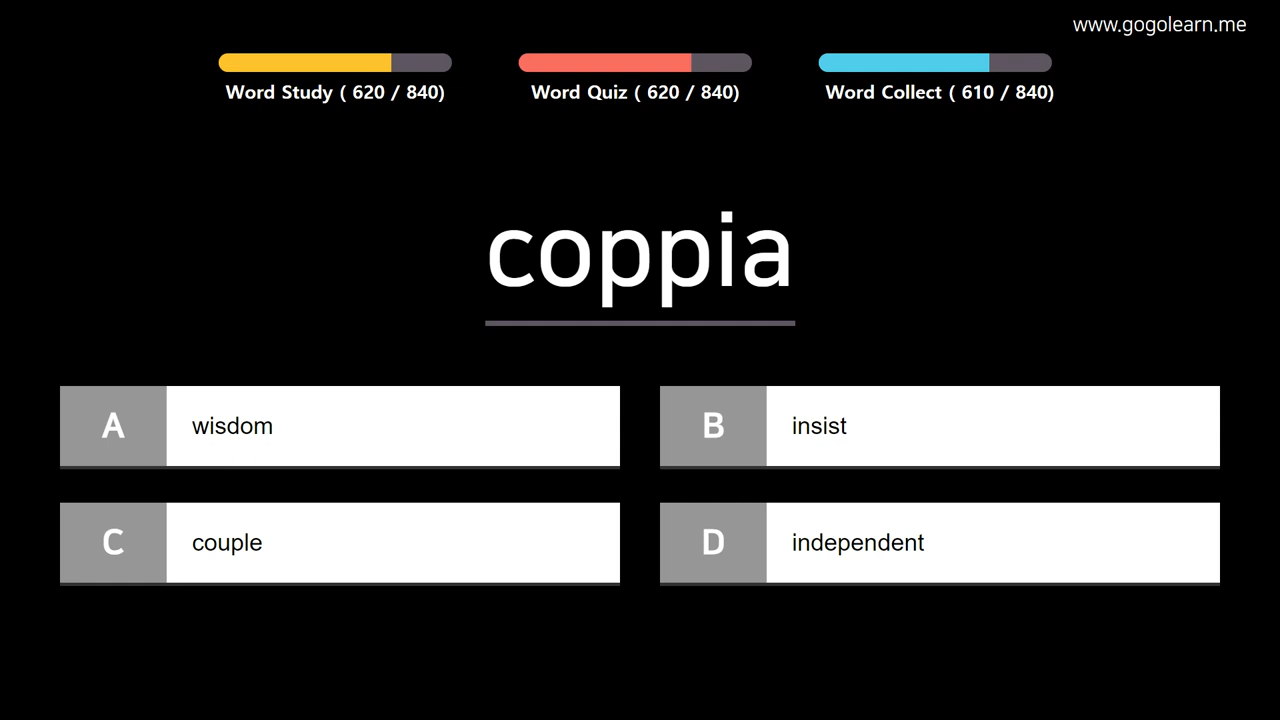 www.gogolearn.me
Word Study ( 620 / 840)
Word Quiz ( 620 / 840)
Word Collect ( 610 / 840)
coppia
A wisdom
B insist
C couple
D independent